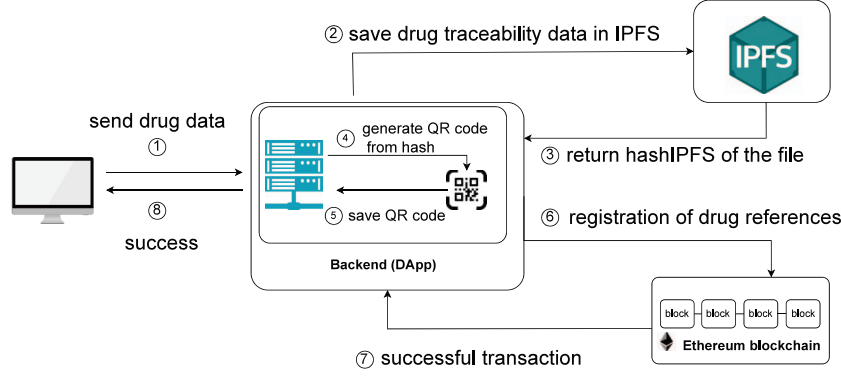 ② save drug traceability data in IPFS
IPFS
send drug data
①
④ generate QR code
from hash
③ return hashIPFS of the file
⑧
success
⑤ save QR code
⑥ registration of drug references
Backend (DApp)
block block block block
Ethereum blockchain
⑦ successful transaction